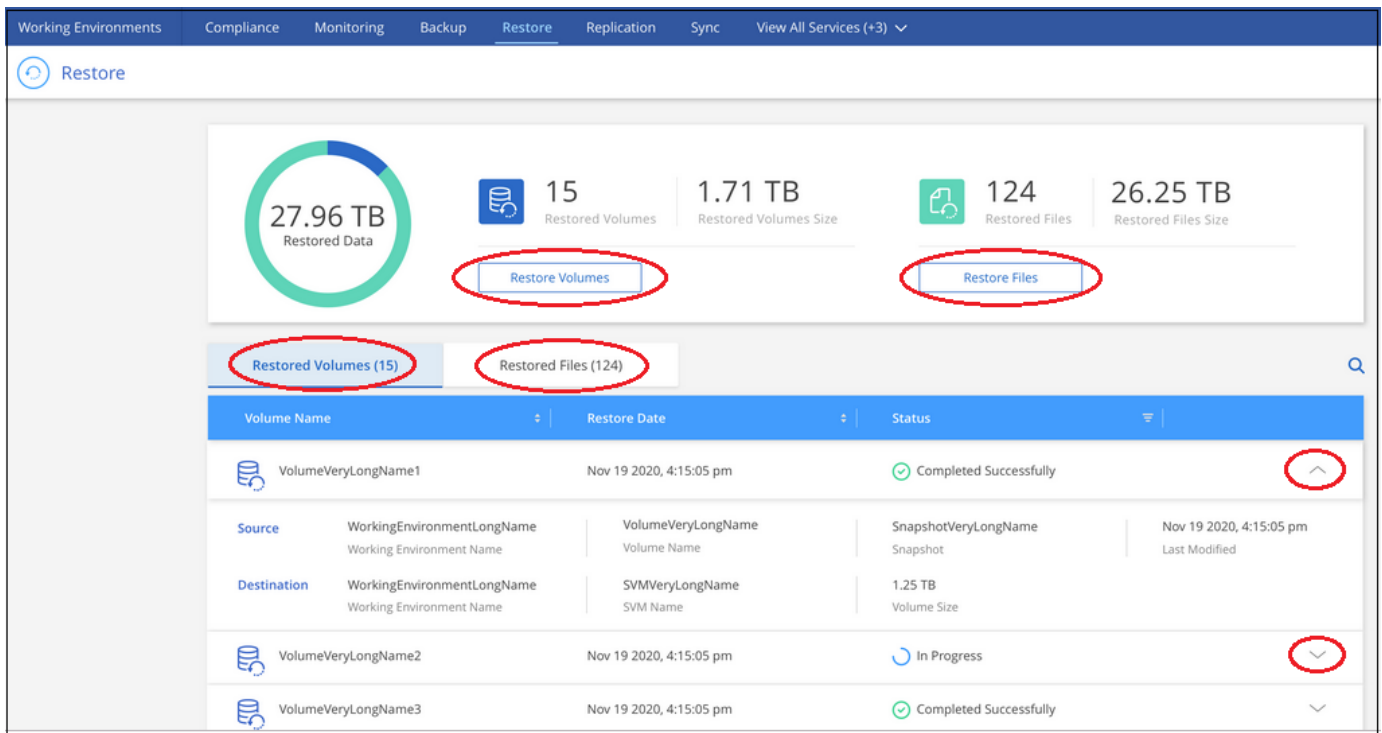 Working Environments Compliance Monitoring Backup Restore Replication Sync View All Services (+3)
Restore
27.96 TB
Restored Data
15
Restored Volumes
1.71 TB
Restored Volumes Size
Restore Volumes
124
Restored Files
26.25 TB
Restored Files Size
Restore Files
Restored Volumes (15) Restored Files (124)
Volume Name Restore Date Status
VolumeVeryLongName1 Nov 19 2020, 4:15:05 pm Completed Successfully
Source WorkingEnvironmentLongName VolumeVeryLongName SnapshotVeryLongName Nov 19 2020, 4:15:05 pm
Working Environment Name Volume Name Snapshot Last Modified
Destination WorkingEnvironmentLongName SVMVeryLongName 1.25 TB
Working Environment Name SVM Name Volume Size
VolumeVeryLongName2 Nov 19 2020, 4:15:05 pm In Progress
VolumeVeryLongName3 Nov 19 2020, 4:15:05 pm Completed Successfully